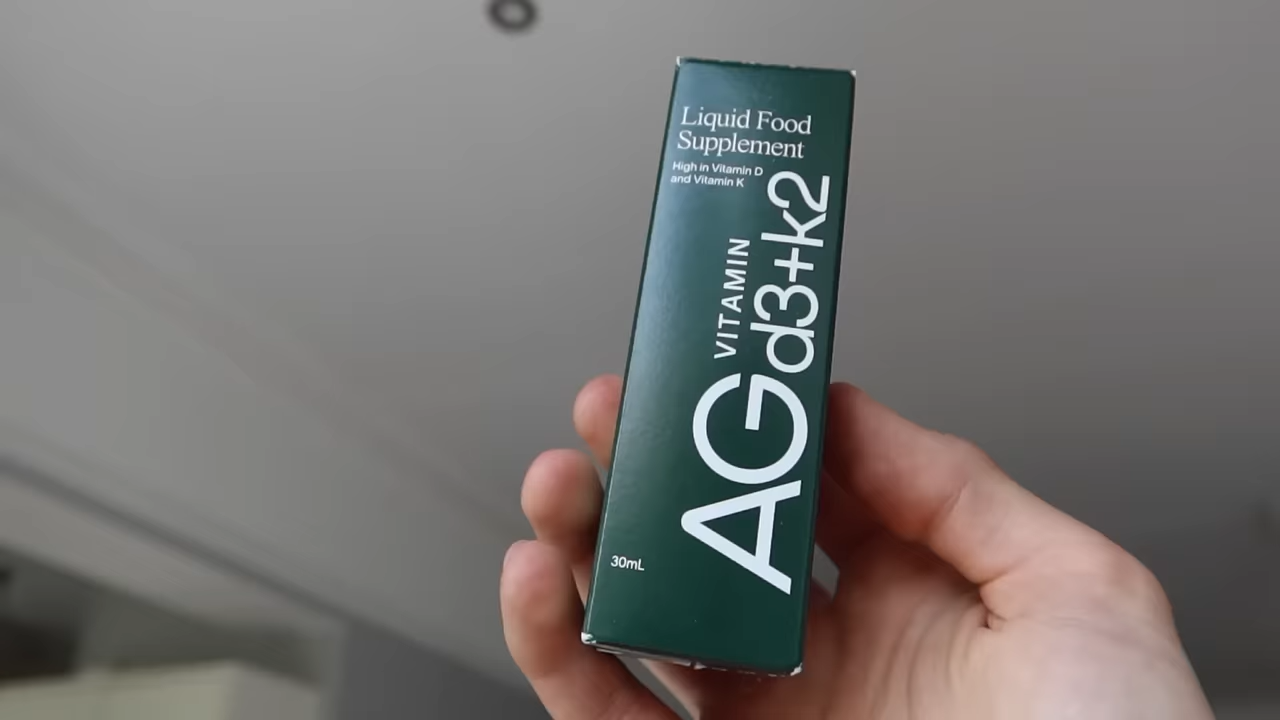 Liquid Food
Supplement
High in Vitamin D
and Vitamin K
VITAMIN
AGd3+k2
30mL